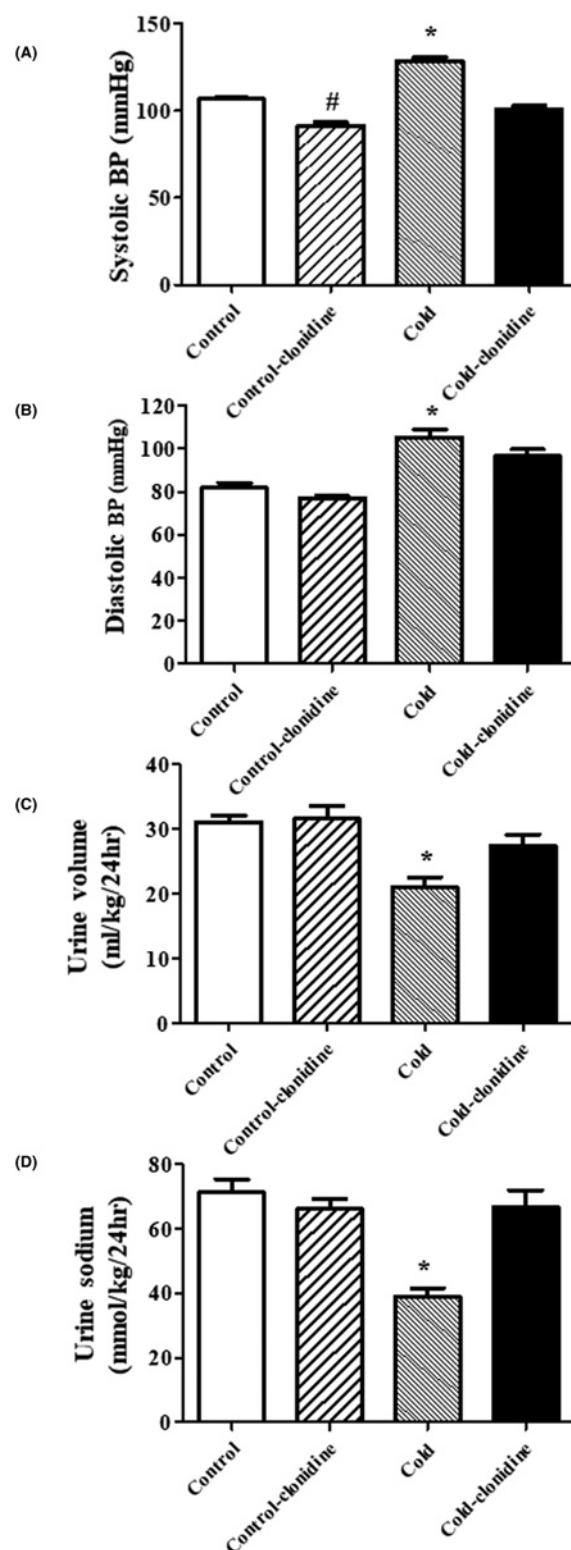 (A)
Systolic BP (mmHg)
150
100
50
0
#
*
Control
Control-clonidine
Cold
Cold-clonidine
(B)
Diastolic BP (mmHg)
120
100
80
60
40
20
0
*
Control
Control-clonidine
Cold
Cold-clonidine
(C)
Urine volume
(ml/kg/24hr)
40
30
20
10
0
*
Control
Control-clonidine
Cold
Cold-clonidine
(D)
Urine sodium
(mmol/kg/24hr)
80
60
40
20
0
*
Control
Control-clonidine
Cold
Cold-clonidine